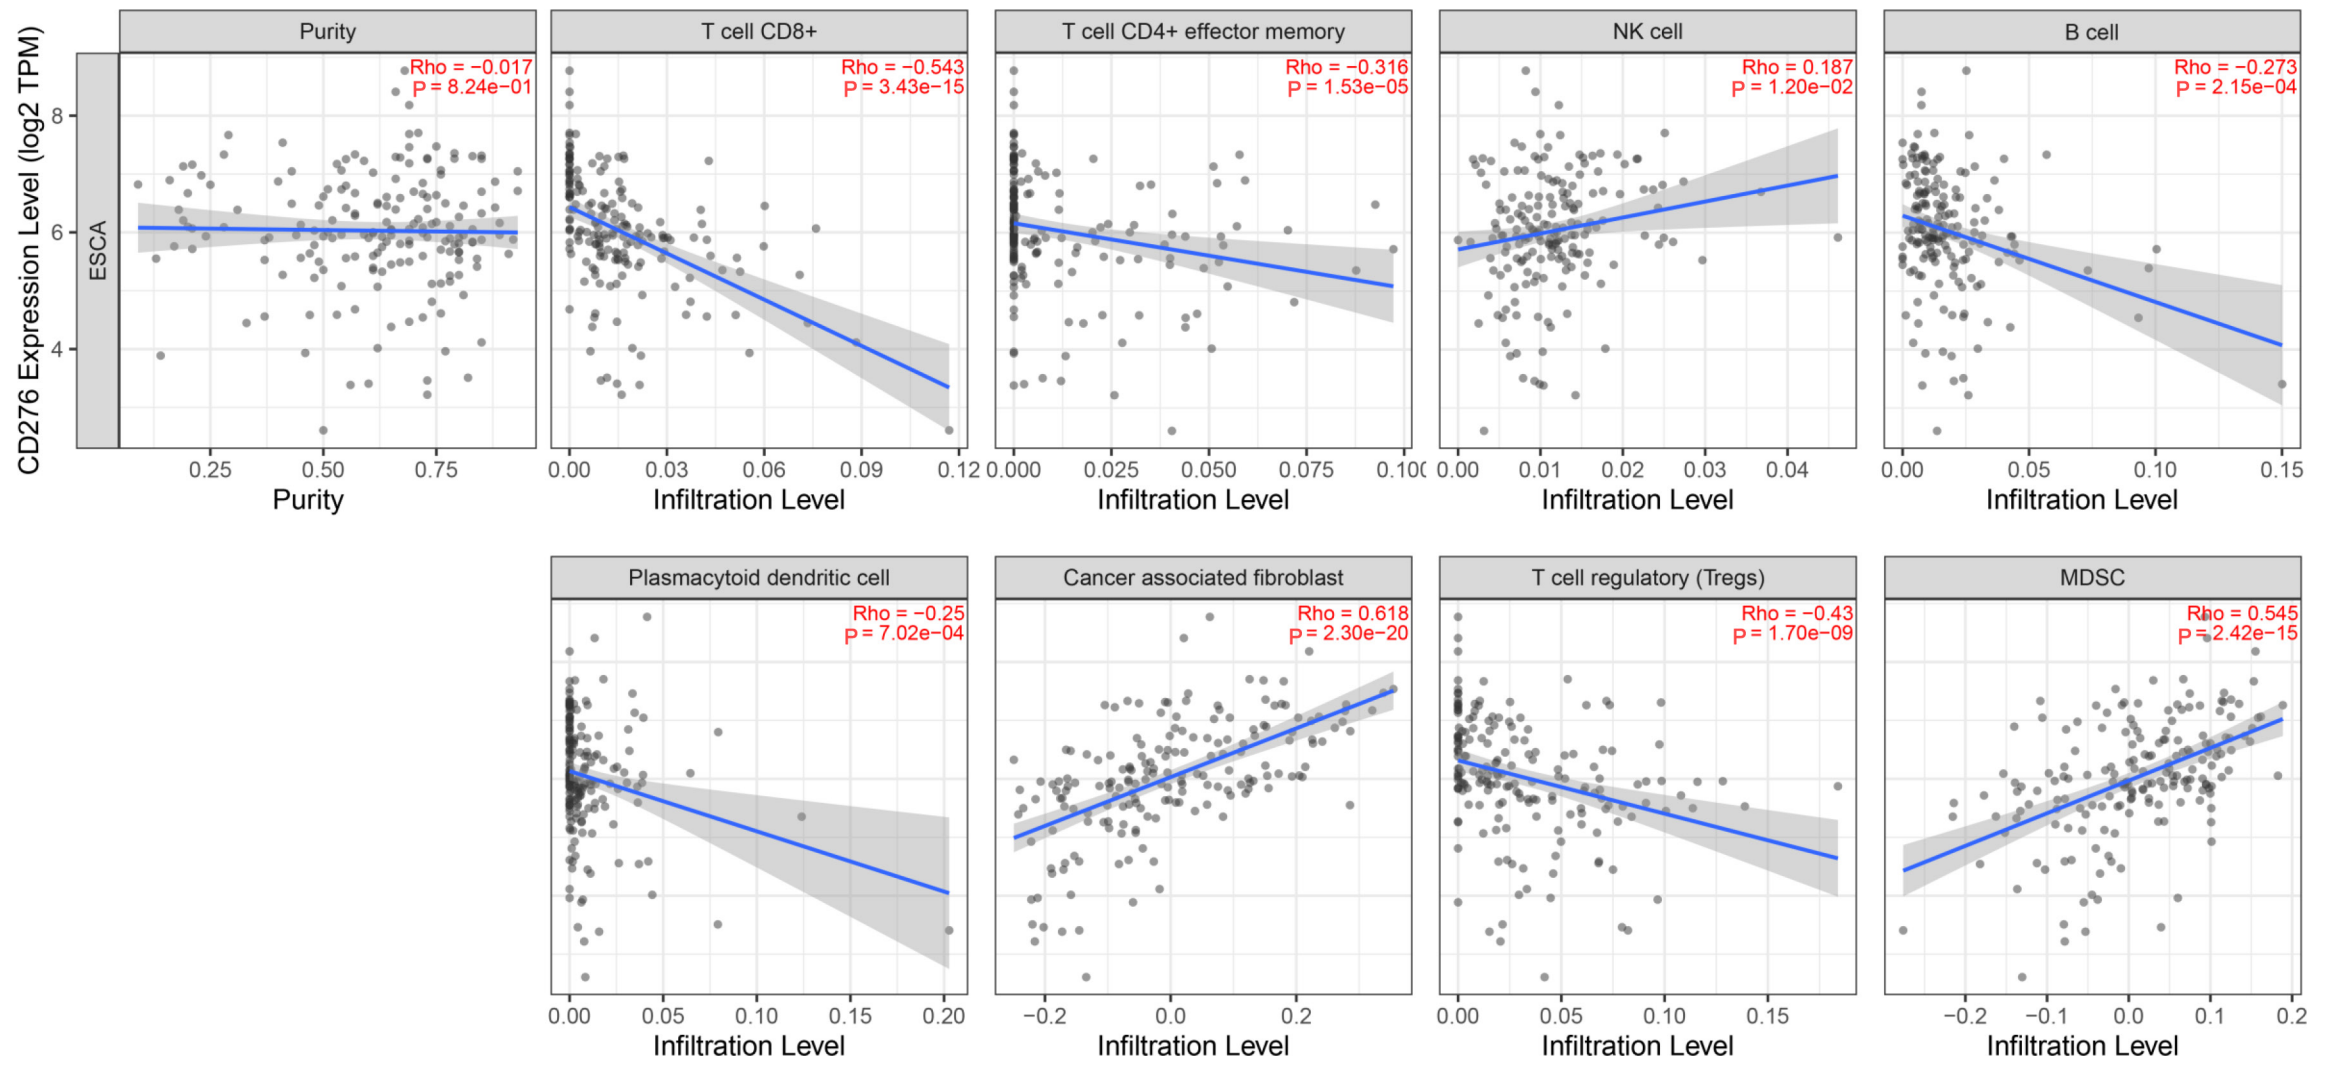 CD276 Expression Level (log2 TPM)
ESCA
Purity
Rho = −0.017
P = 8.24e−01
8
6
4
0.25 0.50 0.75
Purity
T cell CD8+
Rho = −0.543
P = 3.43e−15
0.00 0.03 0.06 0.09 0.12
Infiltration Level
T cell CD4+ effector memory
Rho = −0.316
P = 1.53e−05
0.000 0.025 0.050 0.075 0.100
Infiltration Level
NK cell
Rho = 0.187
P = 1.20e−02
0.00 0.01 0.02 0.03 0.04
Infiltration Level
B cell
Rho = −0.273
P = 2.15e−04
0.00 0.05 0.10 0.15
Infiltration Level
Plasmacytoid dendritic cell
Rho = −0.25
P = 7.02e−04
0.00 0.05 0.10 0.15 0.20
Infiltration Level
Cancer associated fibroblast
Rho = 0.618
P = 2.30e−20
−0.2 0.0 0.2
Infiltration Level
T cell regulatory (Tregs)
Rho = −0.43
P = 1.70e−09
0.00 0.05 0.10 0.15
Infiltration Level
MDSC
Rho = 0.545
P = 2.42e−15
−0.2 −0.1 0.0 0.1 0.2
Infiltration Level